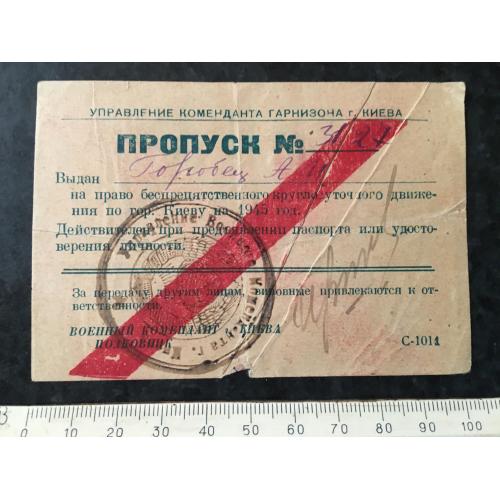 УПРАВЛЕНИЕ КОМЕНДАНТА ГАРНИЗОНА г. КИЕВА
ПРОПУСК №
Выдан Горобец А
на право беспрепятственного круглосуточного движе-
ния по гор. Киеву на 1945 год.
Действителен при предъявлении паспорта или удосто-
верения личности.
За передачу другим лицам, виновные привлекаются к от-
ветственности.
ВОЕННЫЙ КОМЕНДАНТ г. КИЕВА
ПОЛКОВНИК
С-1011
0 10 20 30 40 50 60 70 80 90 100